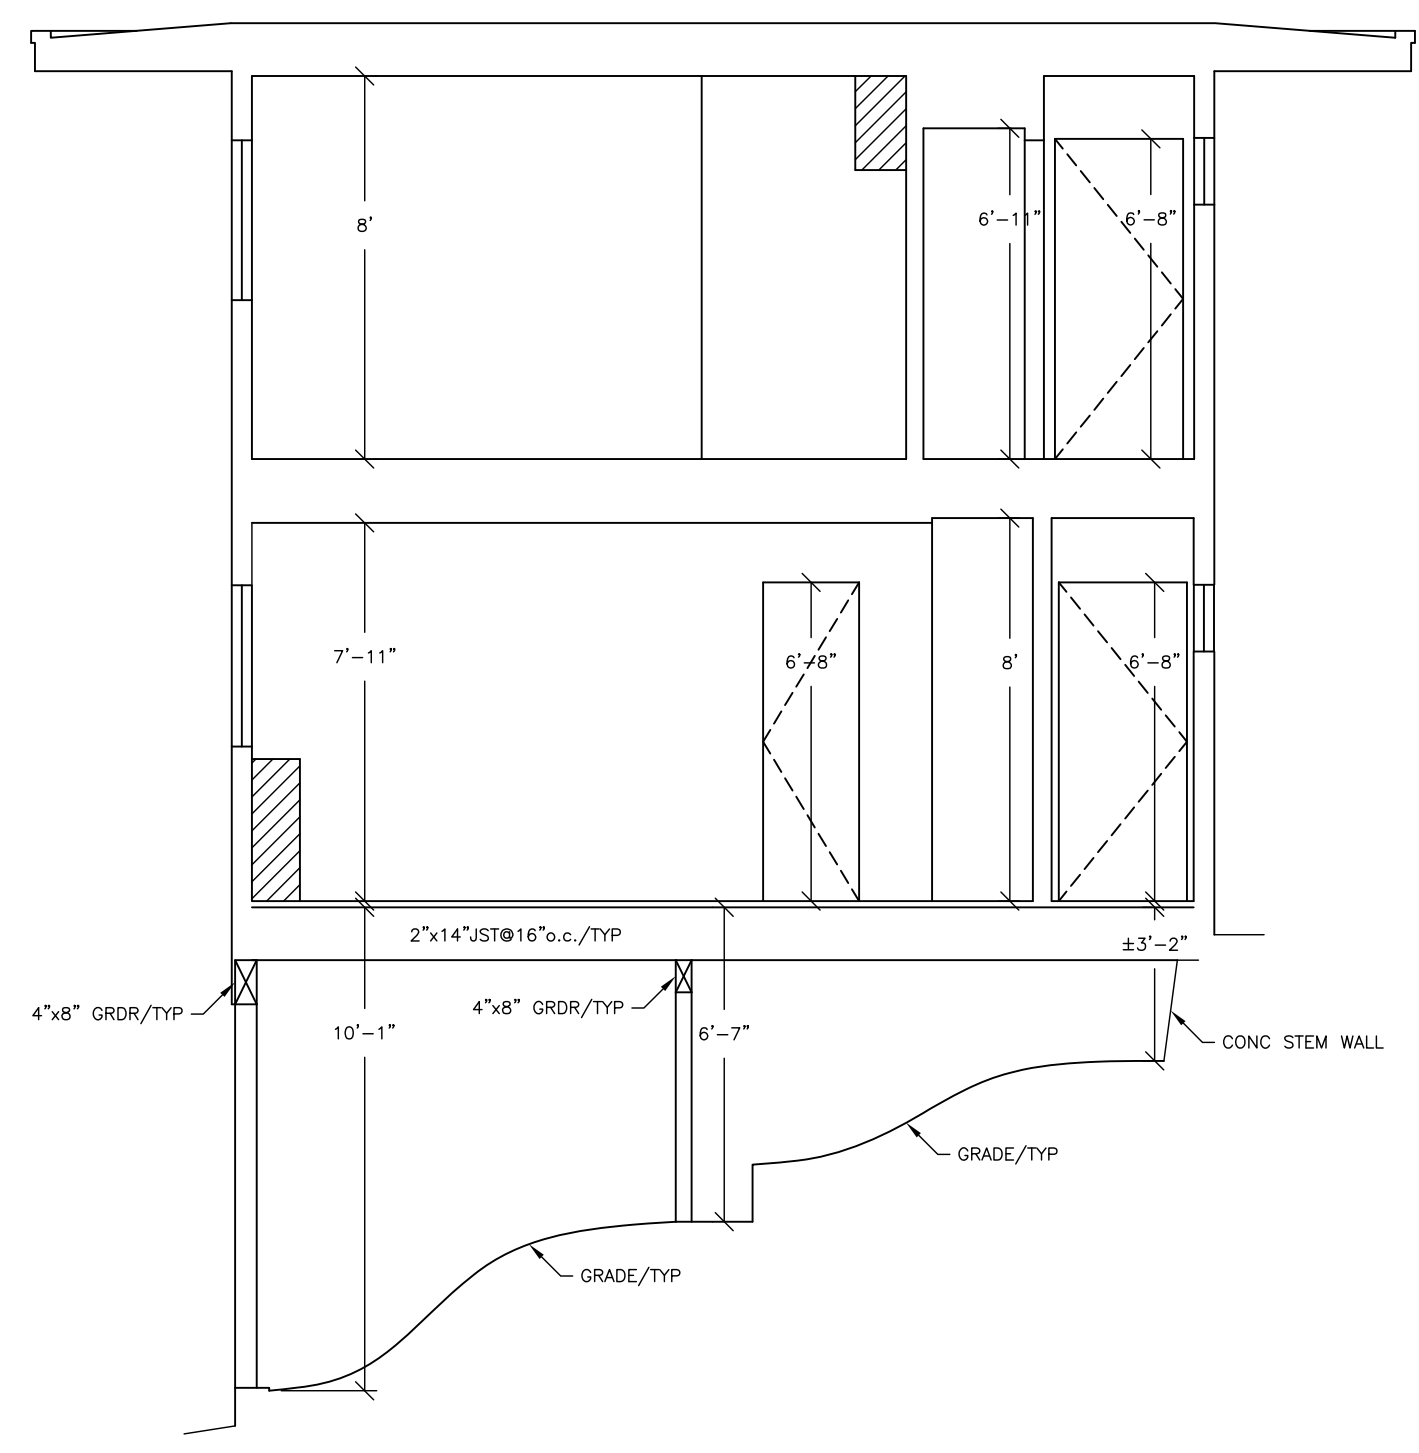 8’
6’–11”
6’–8”
7’–11”
6’–8”
8’
6’–8”
2”x14”JST@16”o.c./TYP
±3’–2”
4”x8” GRDR/TYP
4”x8” GRDR/TYP
10’–1”
6’–7”
CONC STEM WALL
GRADE/TYP
GRADE/TYP